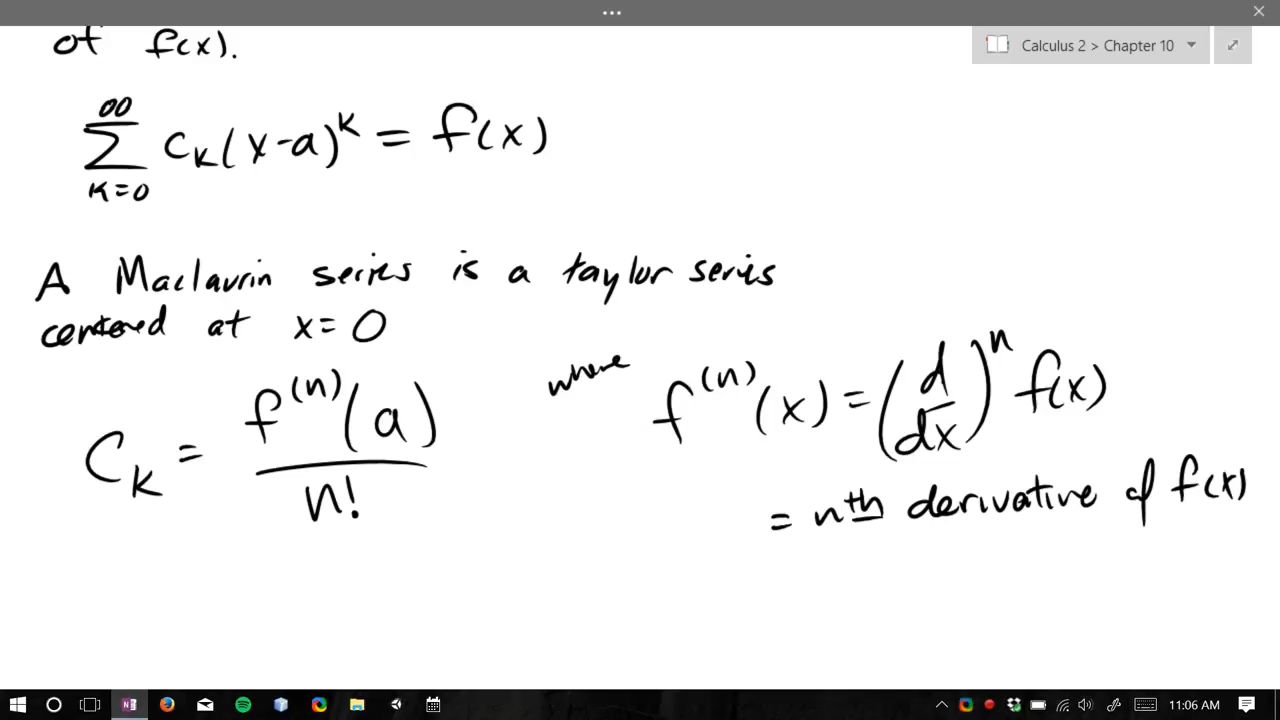 ...
Calculus 2 > Chapter 10
of f(x).
∞
∑ c_k(x-a)^k = f(x)
k=0
A Maclaurin series is a taylor series
centered at x=0
C_k = f^(n)(a) / n!
where f^(n)(x) = (d/dx)^n f(x)
= nth derivative of f(x)
11:06 AM